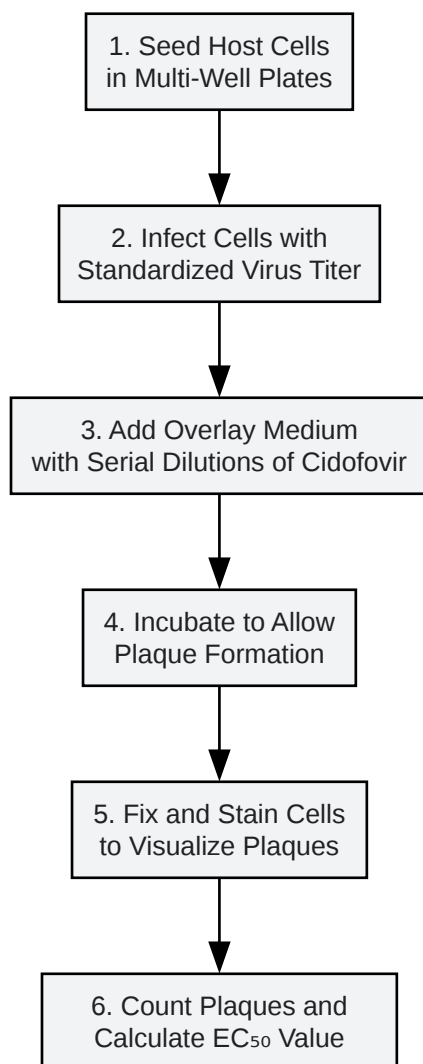 1. Seed Host Cells
in Multi-Well Plates
2. Infect Cells with
Standardized Virus Titer
3. Add Overlay Medium
with Serial Dilutions of Cidofovir
4. Incubate to Allow
Plaque Formation
5. Fix and Stain Cells
to Visualize Plaques
6. Count Plaques and
Calculate EC₅₀ Value